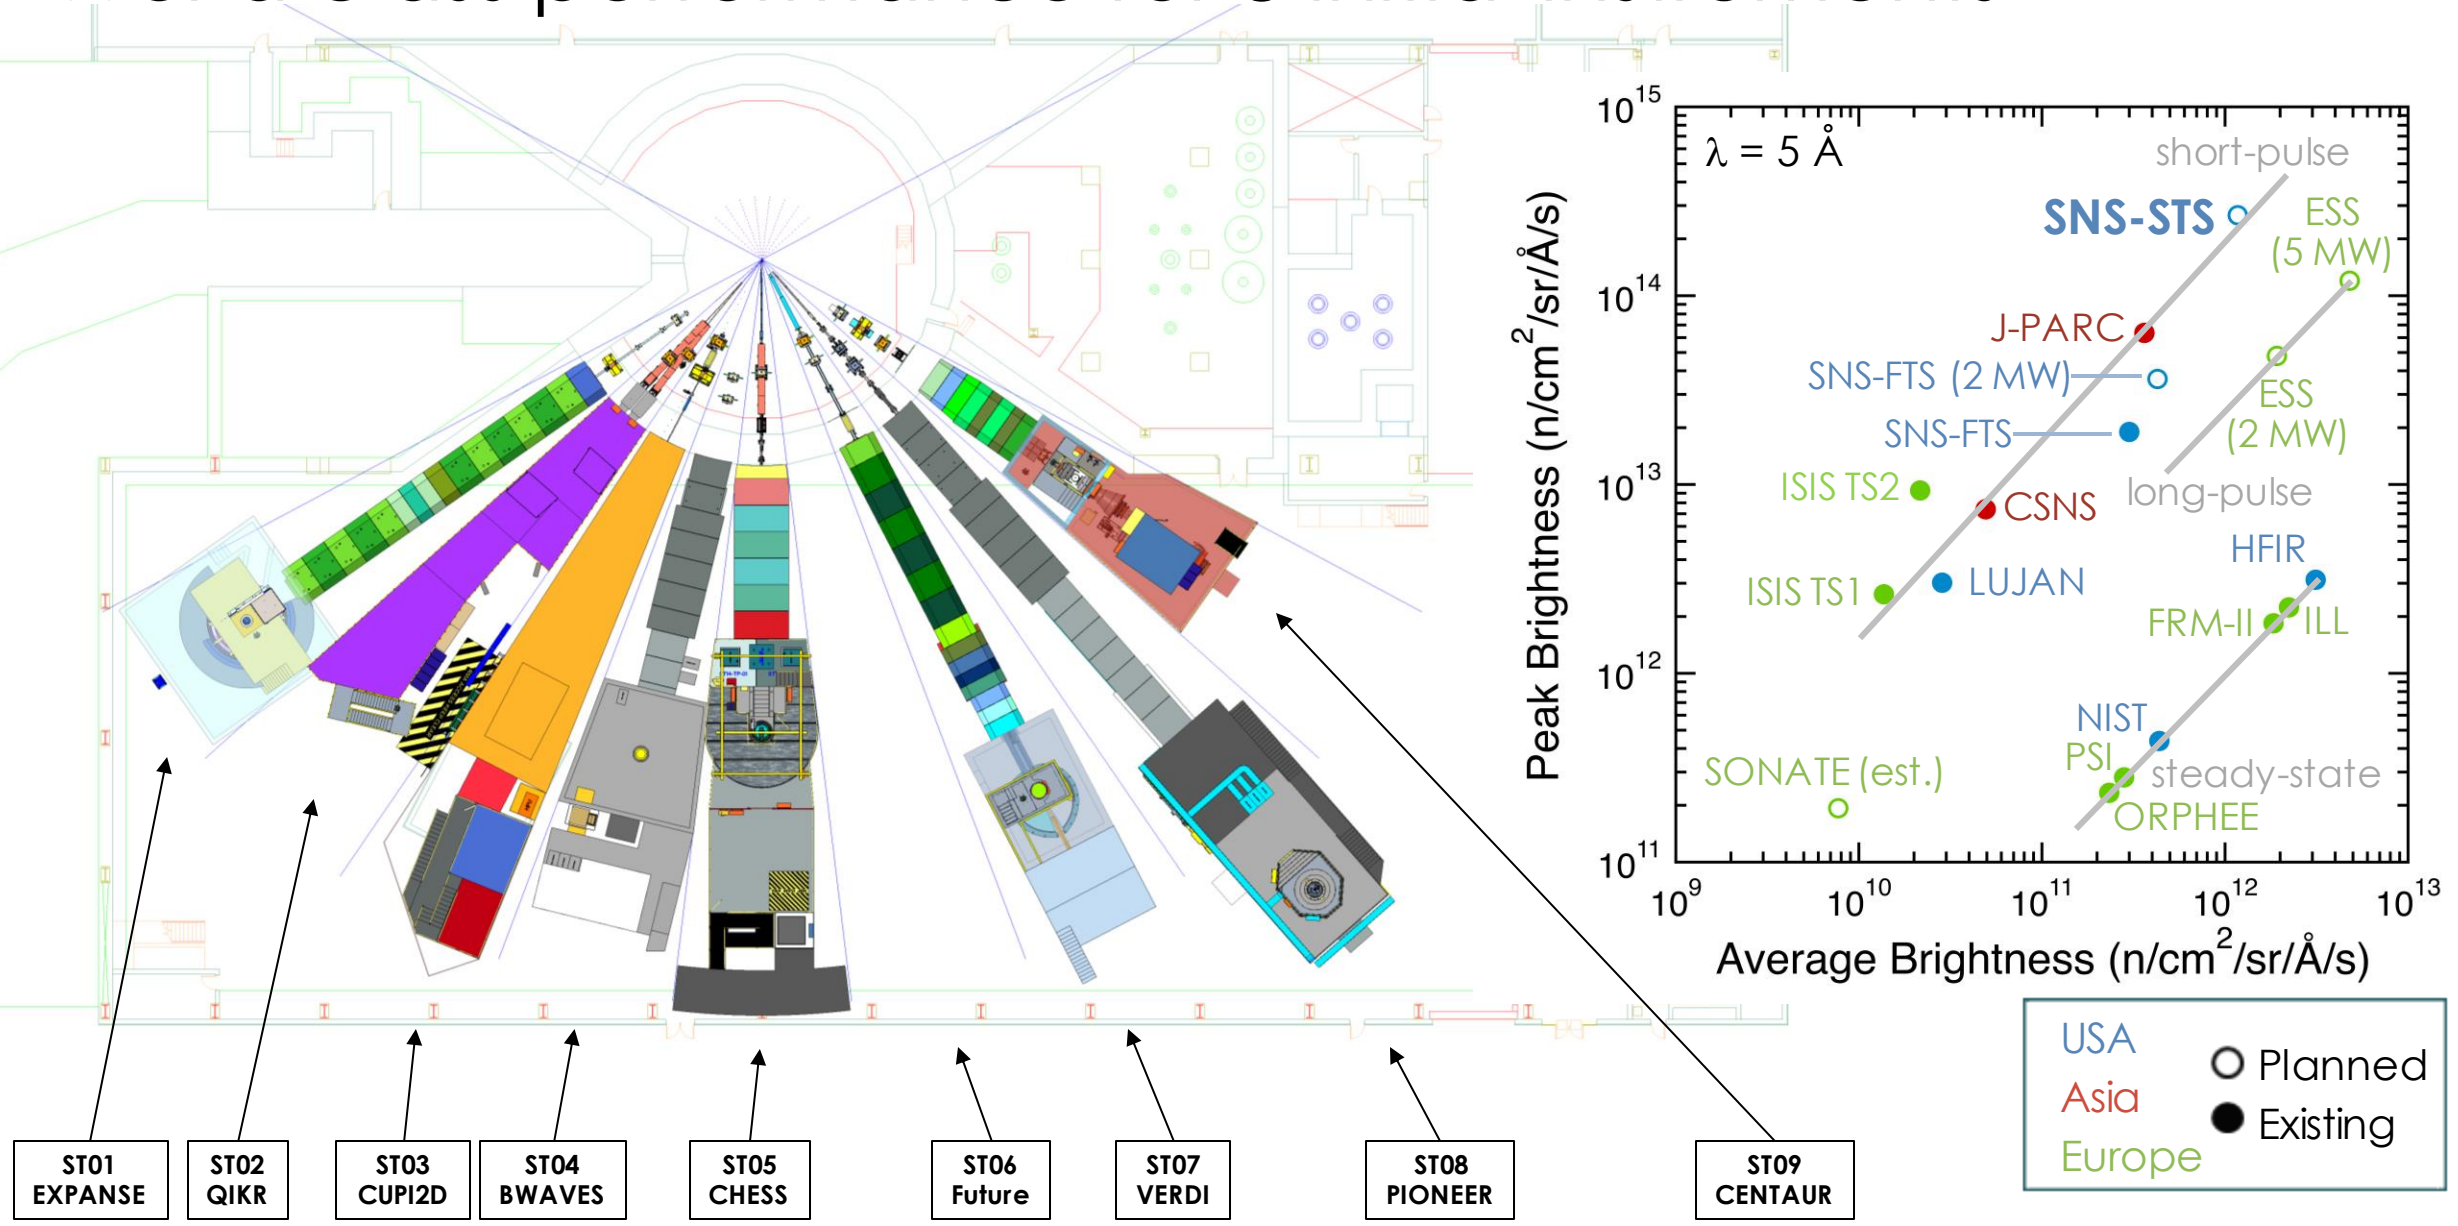 10^15
10^14
10^13
10^12
10^11
Peak Brightness (n/cm^2/sr/Å/s)
λ = 5 Å
short-pulse
SNS-STS
ESS
(5 MW)
J-PARC
SNS-FTS (2 MW)
ESS
(2 MW)
SNS-FTS
ISIS TS2
CSNS
long-pulse
HFIR
ISIS TS1
LUJAN
FRM-II
ILL
NIST
PSI
steady-state
SONATE (est.)
ORPHEE
10^9
10^10
10^11
10^12
10^13
Average Brightness (n/cm^2/sr/Å/s)
USA
Asia
Europe
Planned
Existing
ST01
EXPANSE
ST02
QIKR
ST03
CUPI2D
ST04
BWAVES
ST05
CHESS
ST06
Future
ST07
VERDI
ST08
PIONEER
ST09
CENTAUR